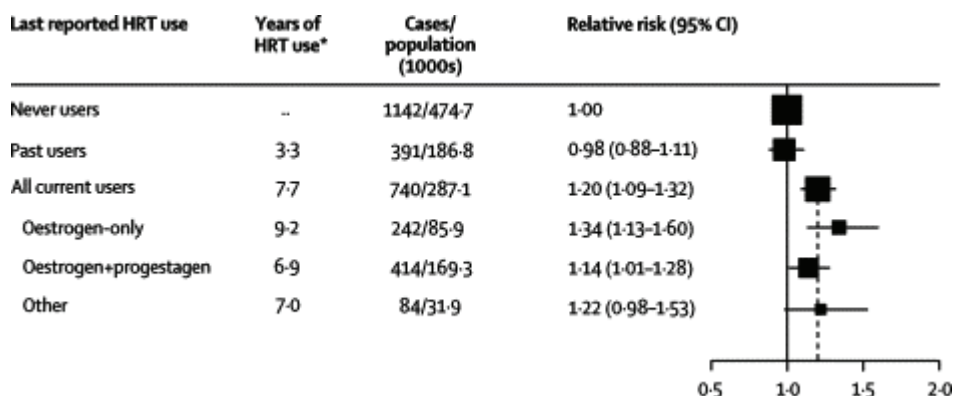 Last reported HRT use Years of HRT use* Cases/ population (1000s) Relative risk (95% CI)
Never users .. 1142/474·7 1·00
Past users 3·3 391/186·8 0·98 (0·88–1·11)
All current users 7·7 740/287·1 1·20 (1·09–1·32)
Oestrogen-only 9·2 242/85·9 1·34 (1·13–1·60)
Oestrogen+progestagen 6·9 414/169·3 1·14 (1·01–1·28)
Other 7·0 84/31·9 1·22 (0·98–1·53)
0·5 1·0 1·5 2·0